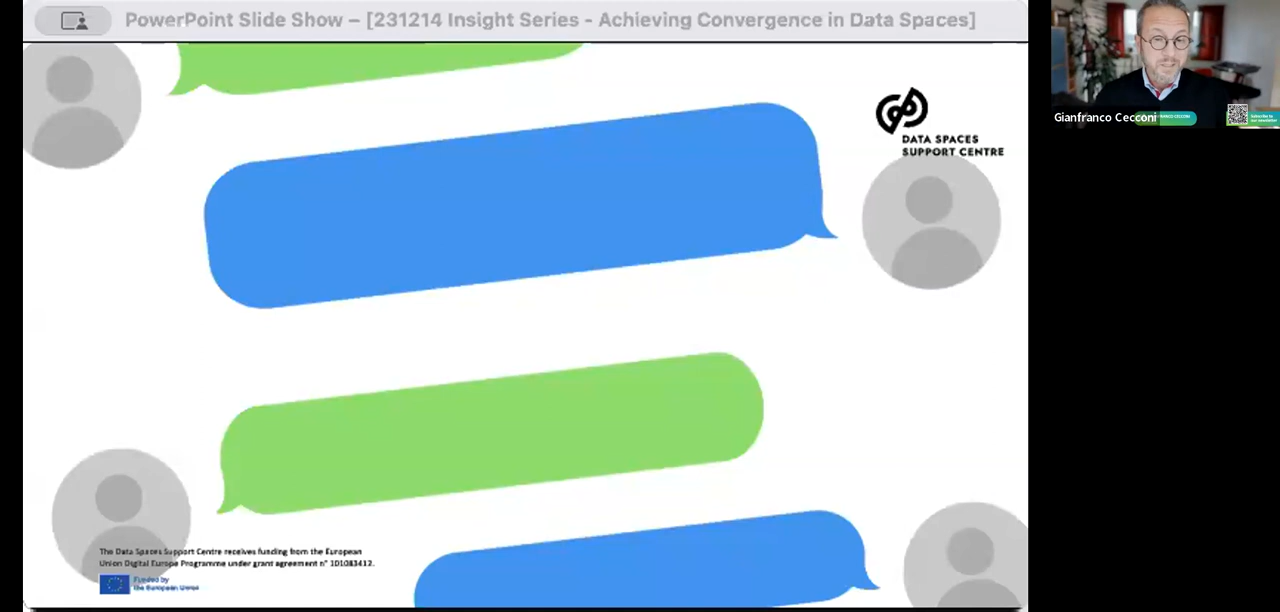 PowerPoint Slide Show – [231214 Insight Series - Achieving Convergence in Data Spaces]
DATA SPACES
SUPPORT CENTRE
Gianfranco Cecconi
The Data Spaces Support Centre receives funding from the European
Union Digital Europe Programme under grant agreement n° 101083412.
Funded by
the European Union